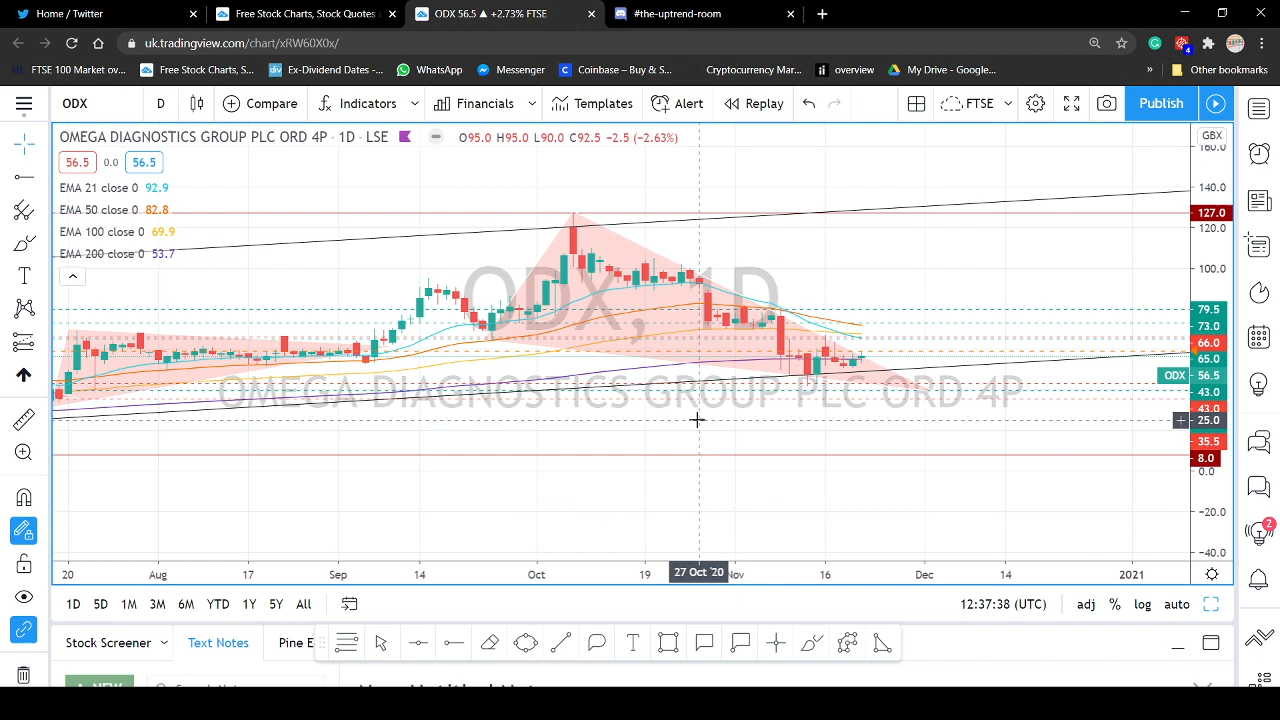 Home / Twitter
Free Stock Charts, Stock Quotes a
ODX 56.5 ▲ +2.73% FTSE
#the-uptrend-room
uk.tradingview.com/chart/xRW60X0x/
4
FTSE 100 Market ov...
Free Stock Charts, S...
Ex-Dividend Dates -...
WhatsApp
Messenger
Coinbase – Buy & S...
Cryptocurrency Mar...
overview
My Drive - Google...
»
Other bookmarks
ODX
D
Compare
Indicators
Financials
Templates
Alert
Replay
FTSE
Publish
OMEGA DIAGNOSTICS GROUP PLC ORD 4P · 1D · LSE
O95.0 H95.0 L90.0 C92.5 −2.5 (−2.63%)
GBX
56.5
0.0
56.5
EMA 21 close 0 92.9
EMA 50 close 0 82.8
EMA 100 close 0 69.9
EMA 200 close 0 53.7
ODX, 1D
OMEGA DIAGNOSTICS GROUP PLC ORD 4P
160.0
140.0
127.0
120.0
100.0
79.5
73.0
66.0
65.0
ODX
56.5
43.0
43.0
25.0
35.5
8.0
0.0
−20.0
−40.0
20
Aug
17
Sep
14
Oct
19
27 Oct '20
Nov
16
Dec
14
2021
1D
5D
1M
3M
6M
YTD
1Y
5Y
All
12:37:38 (UTC)
adj
%
log
auto
2
Stock Screener
Text Notes
Pine E
NEW